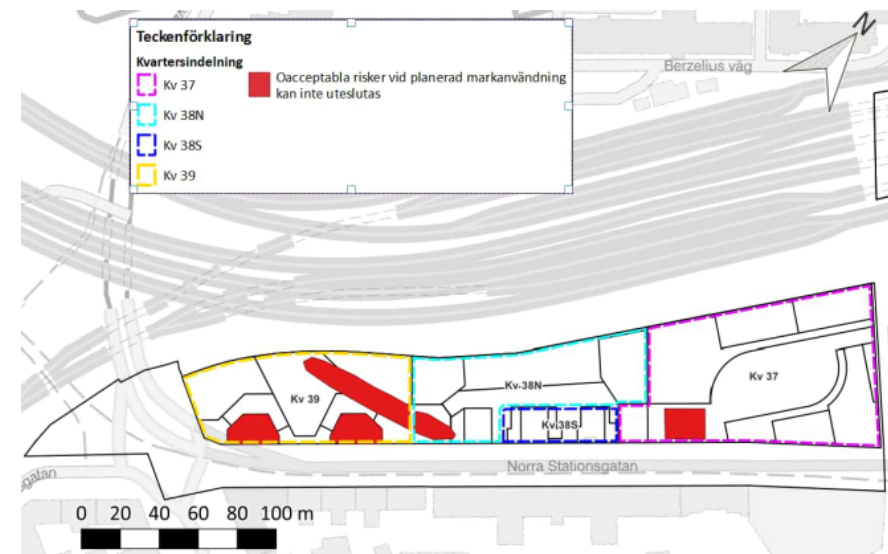 Teckenförklaring
Kvartersindelning
Kv 37
Kv 38N
Kv 38S
Kv 39
Oacceptabla risker vid planerad markanvändning
kan inte uteslutas
N
Berzelius väg
Kv 39
Kv 38N
Kv 38S
Kv 37
Norra Stationsgatan
gatan
0 20 40 60 80 100 m